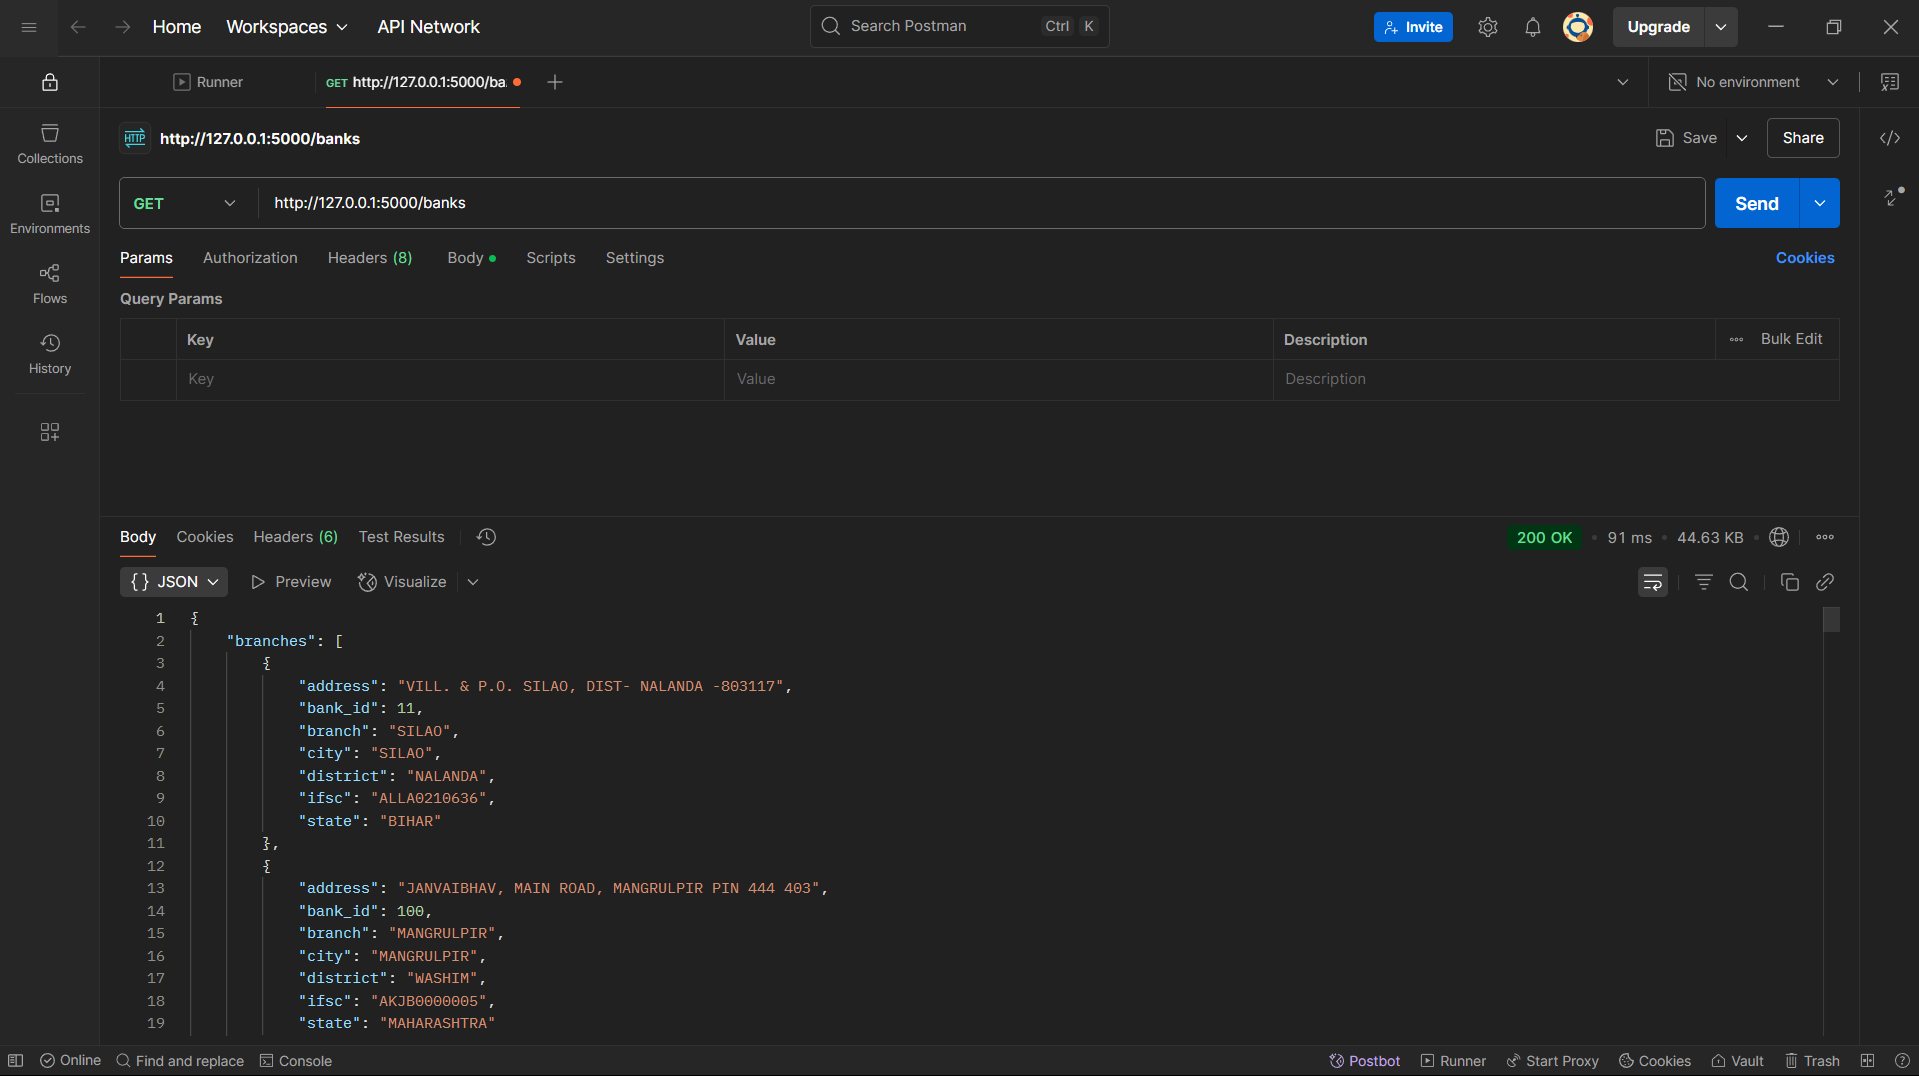 Home Workspaces API Network Search Postman Ctrl K Invite Upgrade
Runner GET http://127.0.0.1:5000/ba. No environment
HTTP http://127.0.0.1:5000/banks Save Share
Collections
Environments
Flows
History
GET http://127.0.0.1:5000/banks Send
Params Authorization Headers (8) Body Scripts Settings Cookies
Query Params
Key Value Description Bulk Edit
Key Value Description
Body Cookies Headers (6) Test Results 200 OK • 91 ms • 44.63 KB •
{} JSON Preview Visualize
1 {
2 "branches": [
3 {
4 "address": "VILL. & P.O. SILAO, DIST- NALANDA -803117",
5 "bank_id": 11,
6 "branch": "SILAO",
7 "city": "SILAO",
8 "district": "NALANDA",
9 "ifsc": "ALLA0210636",
10 "state": "BIHAR"
11 },
12 {
13 "address": "JANVAIBHAV, MAIN ROAD, MANGRULPIR PIN 444 403",
14 "bank_id": 100,
15 "branch": "MANGRULPIR",
16 "city": "MANGRULPIR",
17 "district": "WASHIM",
18 "ifsc": "AKJB0000005",
19 "state": "MAHARASHTRA"
Online Find and replace Console Postbot Runner Start Proxy Cookies Vault Trash